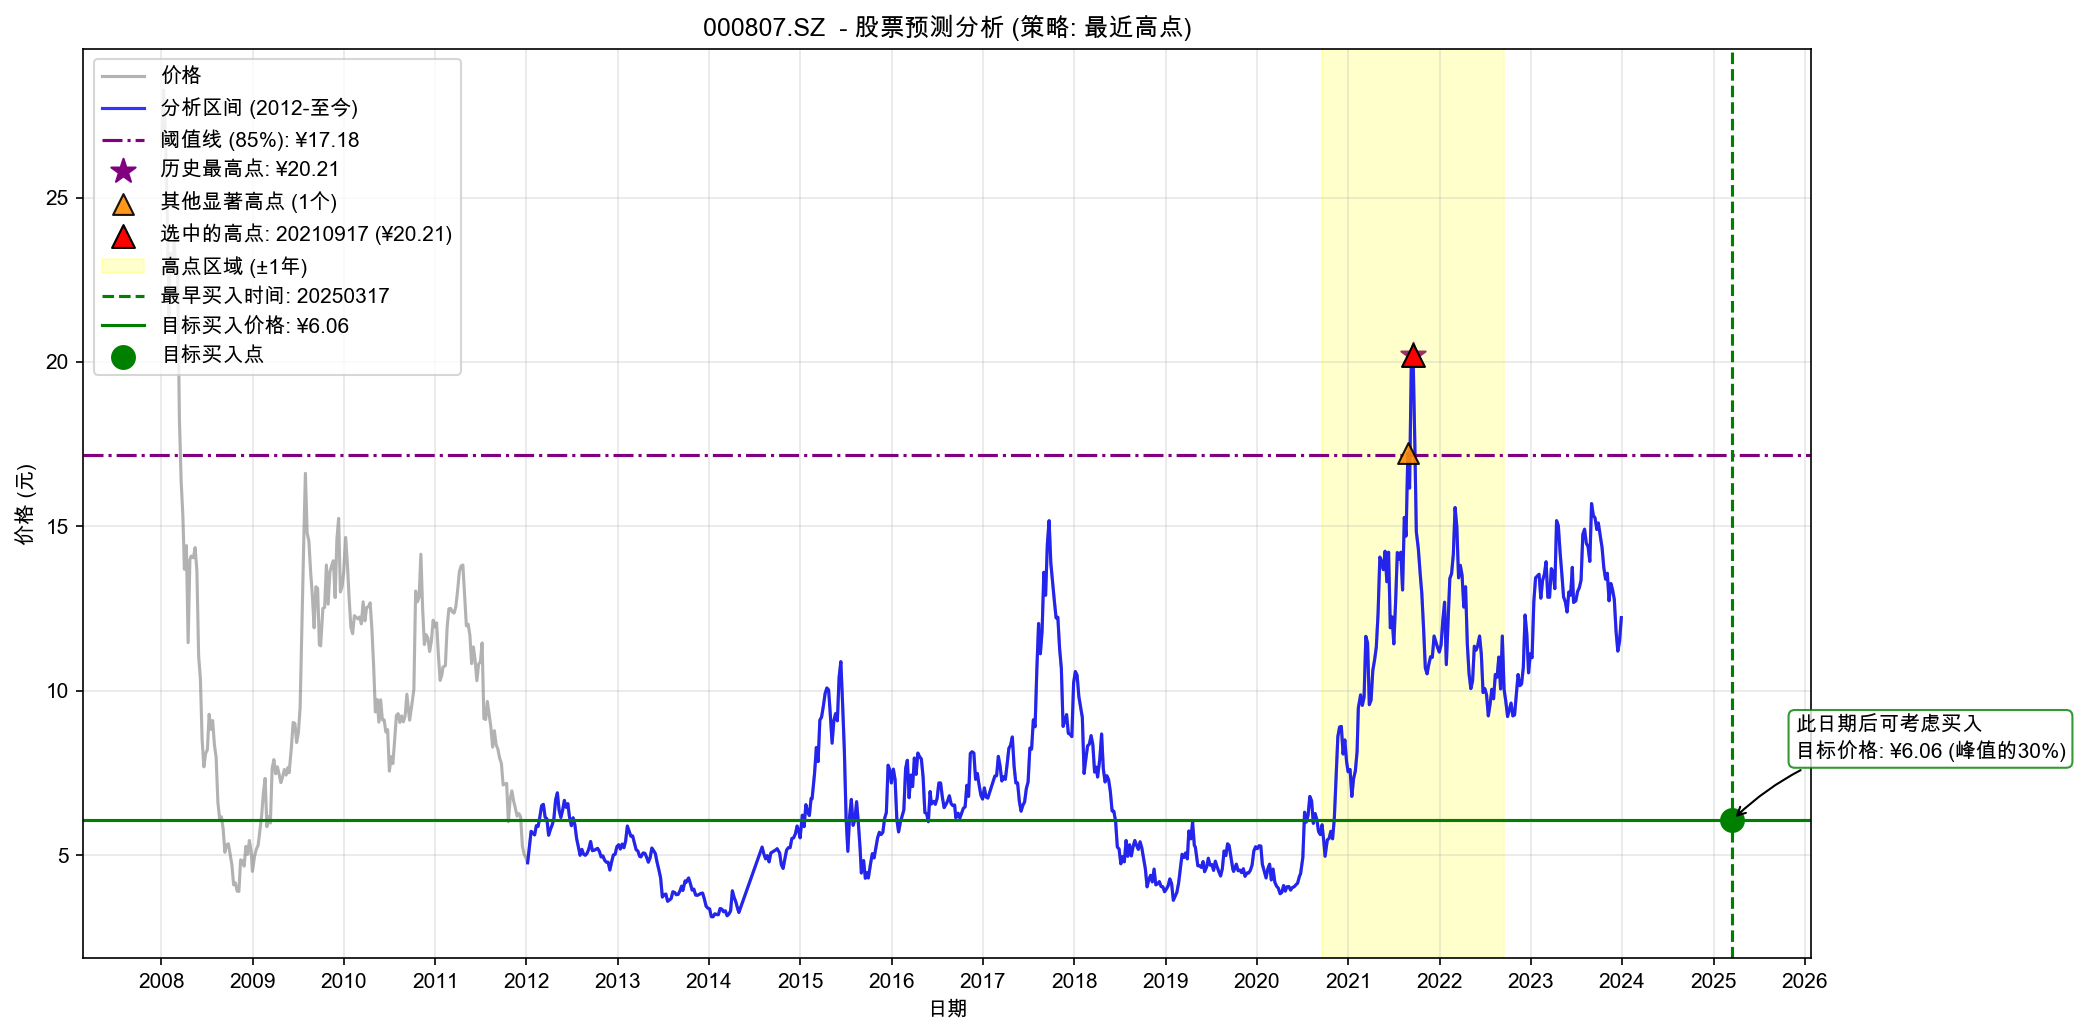 000807.SZ - 股票预测分析 (策略: 最近高点)
价格
分析区间 (2012-至今)
阈值线 (85%): ¥17.18
历史最高点: ¥20.21
其他显著高点 (1个)
选中的高点: 20210917 (¥20.21)
高点区域 (±1年)
最早买入时间: 20250317
目标买入价格: ¥6.06
目标买入点
价格 (元)
25
20
15
10
5
此日期后可考虑买入
目标价格: ¥6.06 (峰值的30%)
2008 2009 2010 2011 2012 2013 2014 2015 2016 2017 2018 2019 2020 2021 2022 2023 2024 2025 2026
日期